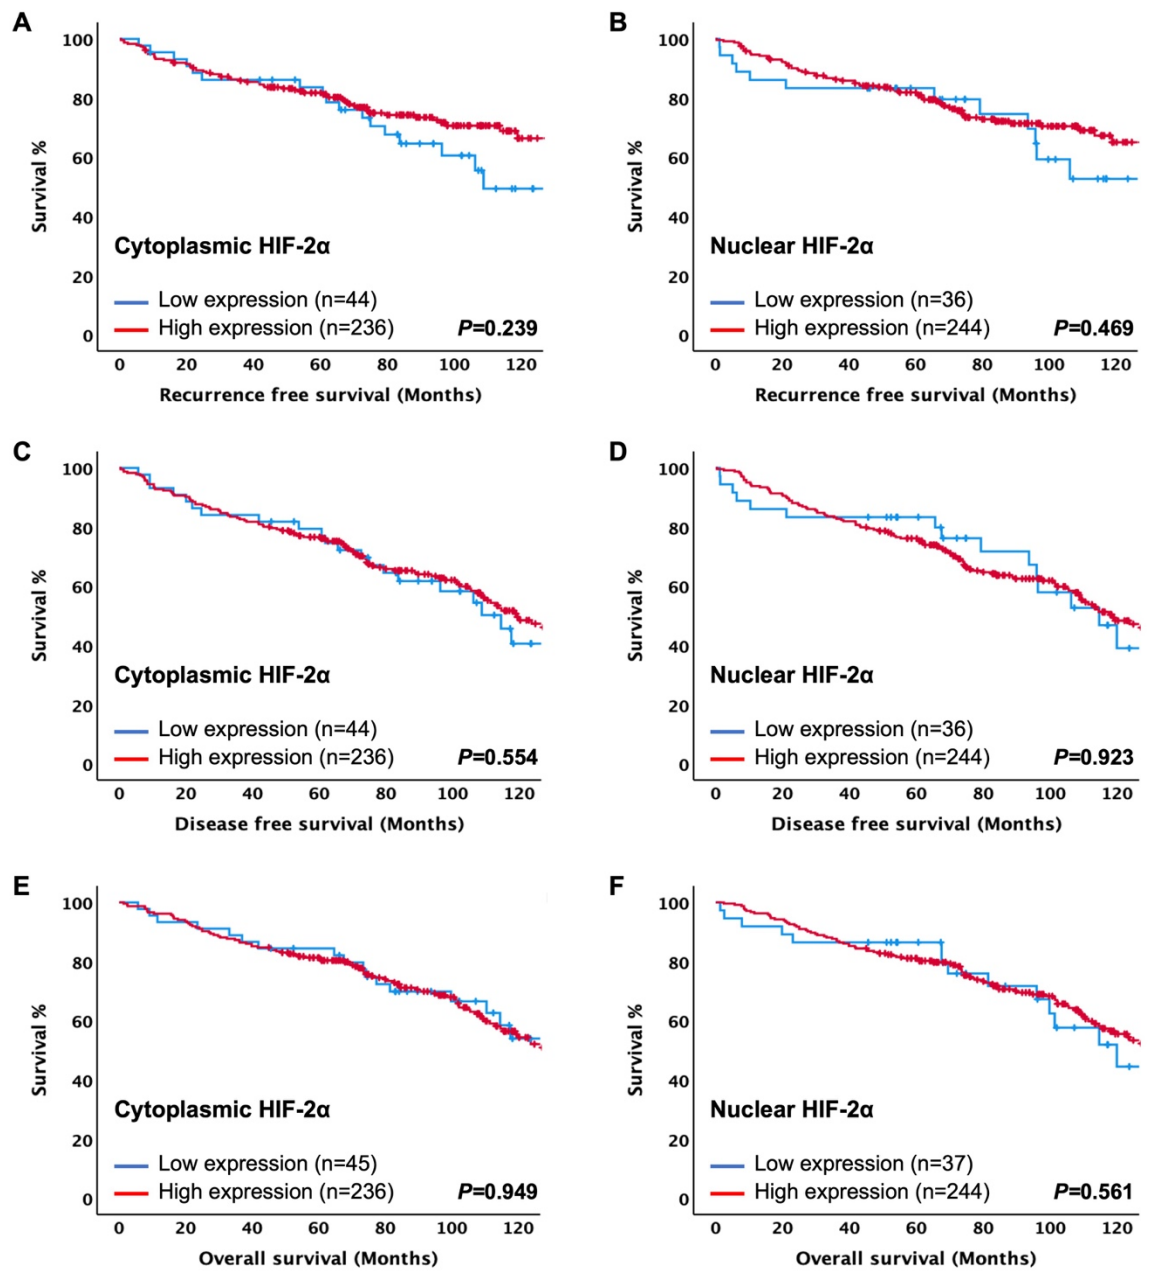 A
100
80
60
40
20
0
Survival %
Cytoplasmic HIF-2α
Low expression (n=44)
High expression (n=236)
P=0.239
0 20 40 60 80 100 120
Recurrence free survival (Months)
B
100
80
60
40
20
0
Survival %
Nuclear HIF-2α
Low expression (n=36)
High expression (n=244)
P=0.469
0 20 40 60 80 100 120
Recurrence free survival (Months)
C
100
80
60
40
20
0
Survival %
Cytoplasmic HIF-2α
Low expression (n=44)
High expression (n=236)
P=0.554
0 20 40 60 80 100 120
Disease free survival (Months)
D
100
80
60
40
20
0
Survival %
Nuclear HIF-2α
Low expression (n=36)
High expression (n=244)
P=0.923
0 20 40 60 80 100 120
Disease free survival (Months)
E
100
80
60
40
20
0
Survival %
Cytoplasmic HIF-2α
Low expression (n=45)
High expression (n=236)
P=0.949
0 20 40 60 80 100 120
Overall survival (Months)
F
100
80
60
40
20
0
Survival %
Nuclear HIF-2α
Low expression (n=37)
High expression (n=244)
P=0.561
0 20 40 60 80 100 120
Overall survival (Months)